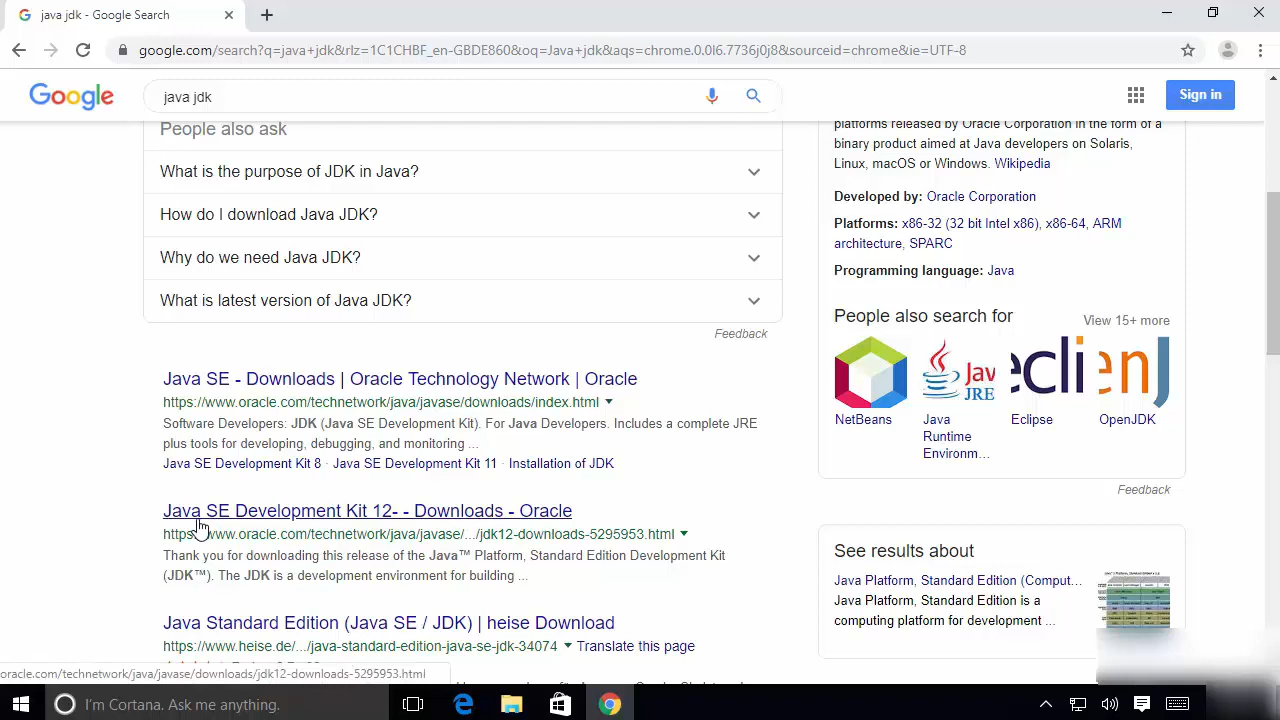 java jdk - Google Search
google.com/search?q=java+jdk&rlz=1C1CHBF_en-GBDE860&oq=Java+jdk&aqs=chrome.0.0l6.7736j0j8&sourceid=chrome&ie=UTF-8
Google
java jdk
Sign in
People also ask
What is the purpose of JDK in Java?
How do I download Java JDK?
Why do we need Java JDK?
What is latest version of Java JDK?
Feedback
Java SE - Downloads | Oracle Technology Network | Oracle
https://www.oracle.com/technetwork/java/javase/downloads/index.html
Software Developers: JDK (Java SE Development Kit). For Java Developers. Includes a complete JRE
plus tools for developing, debugging, and monitoring ...
Java SE Development Kit 8 · Java SE Development Kit 11 · Installation of JDK
Java SE Development Kit 12- - Downloads - Oracle
https://www.oracle.com/technetwork/java/javase/.../jdk12-downloads-5295953.html
Thank you for downloading this release of the Java™ Platform, Standard Edition Development Kit
(JDK™). The JDK is a development environment for building ...
Java Standard Edition (Java SE / JDK) | heise Download
https://www.heise.de/.../java-standard-edition-java-se-jdk-34074 Translate this page
platforms released by Oracle Corporation in the form of a
binary product aimed at Java developers on Solaris,
Linux, macOS or Windows. Wikipedia
Developed by: Oracle Corporation
Platforms: x86-32 (32 bit Intel x86), x86-64, ARM
architecture, SPARC
Programming language: Java
People also search for
View 15+ more
Jav
JRE
ecli
enJ
NetBeans
Java
Runtime
Environm...
Eclipse
OpenJDK
Feedback
See results about
Java Platform, Standard Edition (Comput...
Java Platform, Standard Edition is a
computing platform for development ...
oracle.com/technetwork/java/javase/downloads/jdk12-downloads-5295953.html
I'm Cortana. Ask me anything.